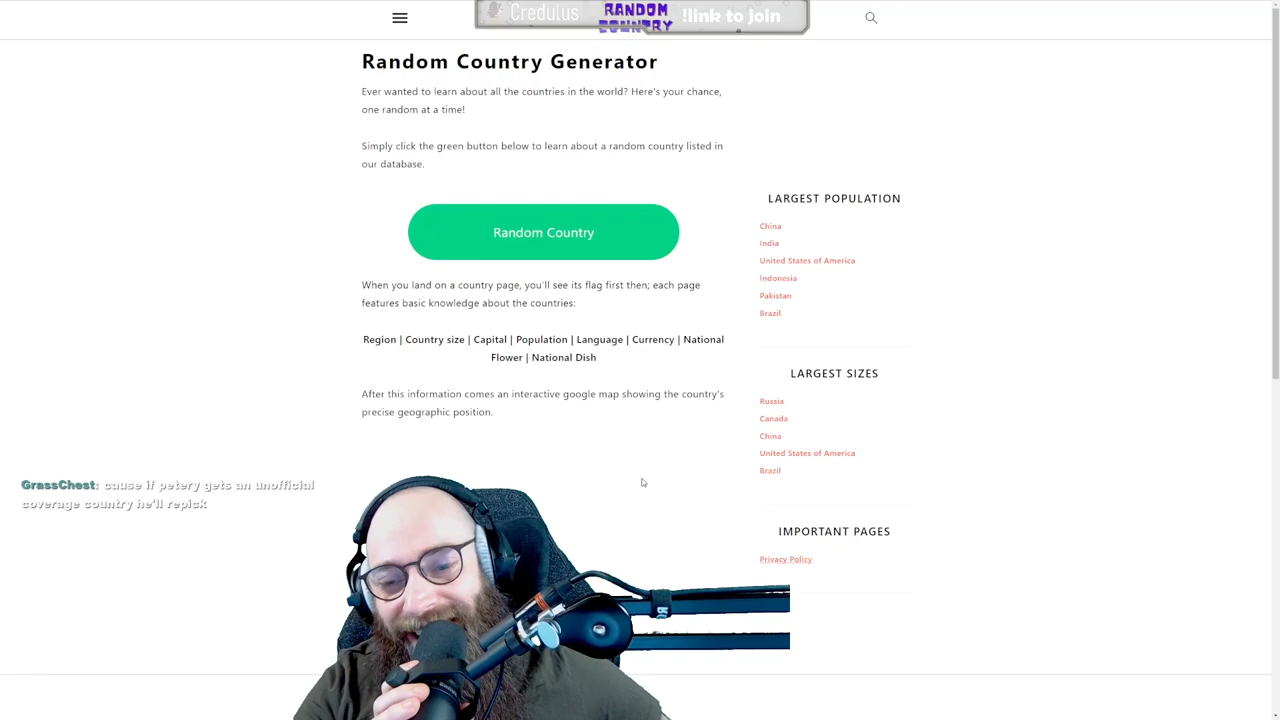 Credulus
RANDOM
COUNTRY
!link to join
Random Country Generator
Ever wanted to learn about all the countries in the world? Here's your chance,
one random at a time!
Simply click the green button below to learn about a random country listed in
our database.
Random Country
When you land on a country page, you'll see its flag first then; each page
features basic knowledge about the countries:
Region | Country size | Capital | Population | Language | Currency | National
Flower | National Dish
After this information comes an interactive google map showing the country's
precise geographic position.
LARGEST POPULATION
China
India
United States of America
Indonesia
Pakistan
Brazil
LARGEST SIZES
Russia
Canada
China
United States of America
Brazil
IMPORTANT PAGES
Privacy Policy
GrassChest: cause if petery gets an unofficial
coverage country he'll repick